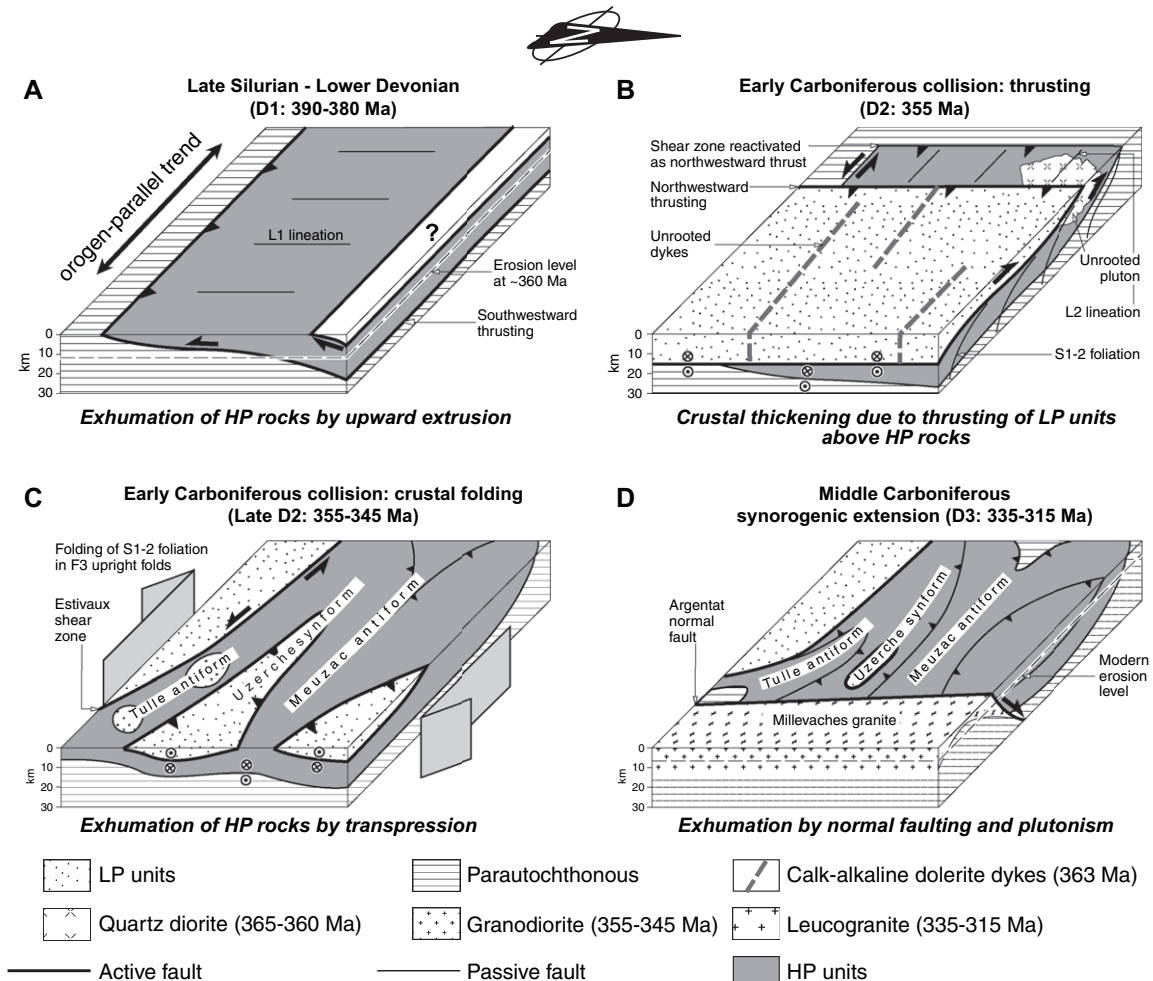 N
A
Late Silurian - Lower Devonian
(D1: 390-380 Ma)
orogen-parallel trend
L1 lineation
?
Erosion level
at ~360 Ma
Southwestward
thrusting
0
10
20
30
km
Exhumation of HP rocks by upward extrusion
B
Early Carboniferous collision: thrusting
(D2: 355 Ma)
Shear zone reactivated
as northwestward thrust
Northwestward
thrusting
Unrooted
dykes
Unrooted
pluton
L2 lineation
S1-2 foliation
0
10
20
30
km
Crustal thickening due to thrusting of LP units
above HP rocks
C
Early Carboniferous collision: crustal folding
(Late D2: 355-345 Ma)
Folding of S1-2 foliation
in F3 upright folds
Estivaux
shear
zone
Tulle antiform
Uzerche synform
Meuzac antiform
0
10
20
30
km
Exhumation of HP rocks by transpression
D
Middle Carboniferous
synorogenic extension (D3: 335-315 Ma)
Argentat
normal
fault
Tulle antiform
Uzerche synform
Meuzac antiform
Modern
erosion
level
Millevaches granite
0
10
20
30
km
Exhumation by normal faulting and plutonism
LP units
Parautochthonous
Calk-alkaline dolerite dykes (363 Ma)
Quartz diorite (365-360 Ma)
Granodiorite (355-345 Ma)
Leucogranite (335-315 Ma)
Active fault
Passive fault
HP units